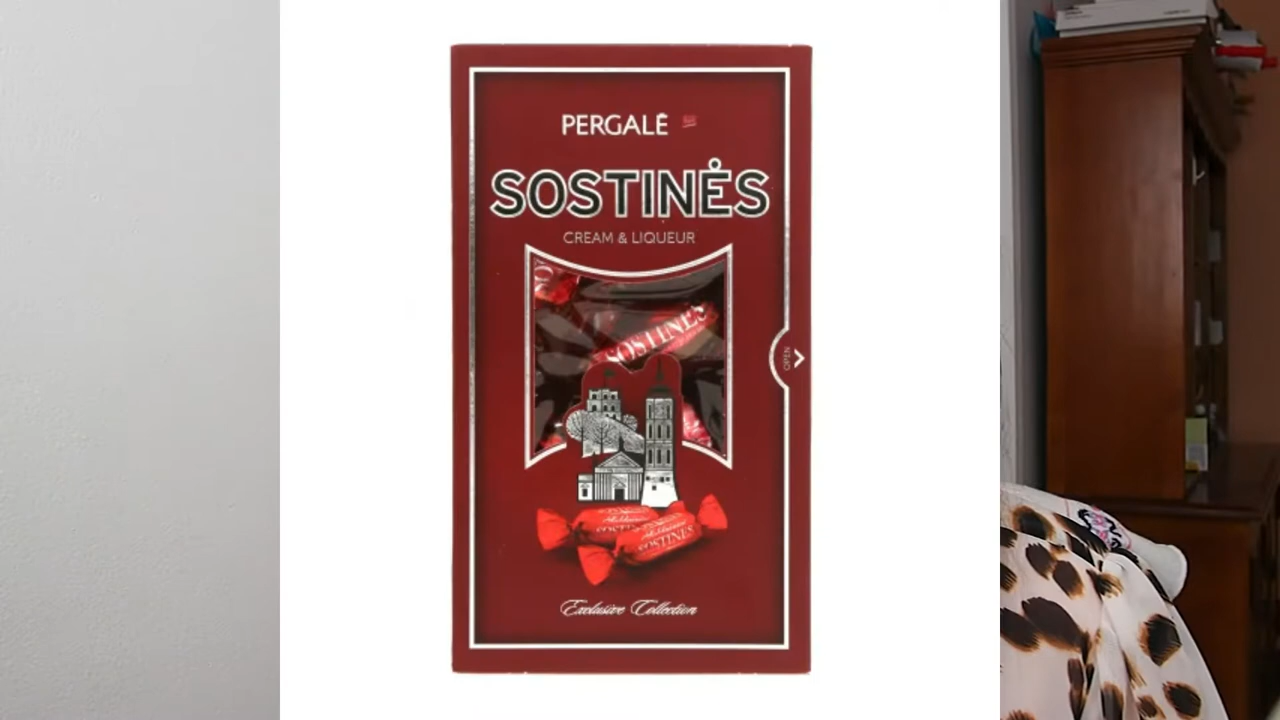 PERGALĖ
SOSTINĖS
CREAM & LIQUEUR
SOSTINĖS
OPEN
SOSTINĖS
Exclusive Collection